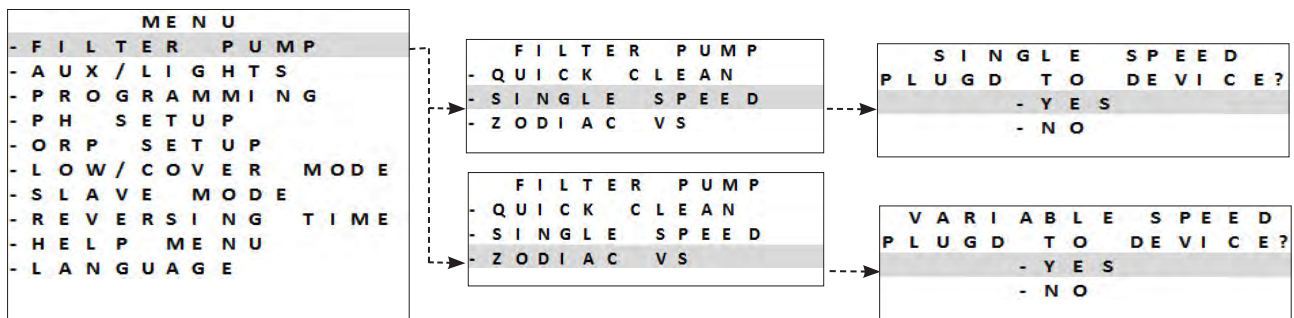 MENU
- FILTER PUMP
- AUX/LIGHTS
- PROGRAMMING
- PH SETUP
- ORP SETUP
- LOW/COVER MODE
- SLAVE MODE
- REVERSING TIME
- HELP MENU
- LANGUAGE
FILTER PUMP
- QUICK CLEAN
- SINGLE SPEED
- ZODIAC VS
SINGLE SPEED
PLUGD TO DEVICE?
- YES
- NO
FILTER PUMP
- QUICK CLEAN
- SINGLE SPEED
- ZODIAC VS
VARIABLE SPEED
PLUGD TO DEVICE?
- YES
- NO